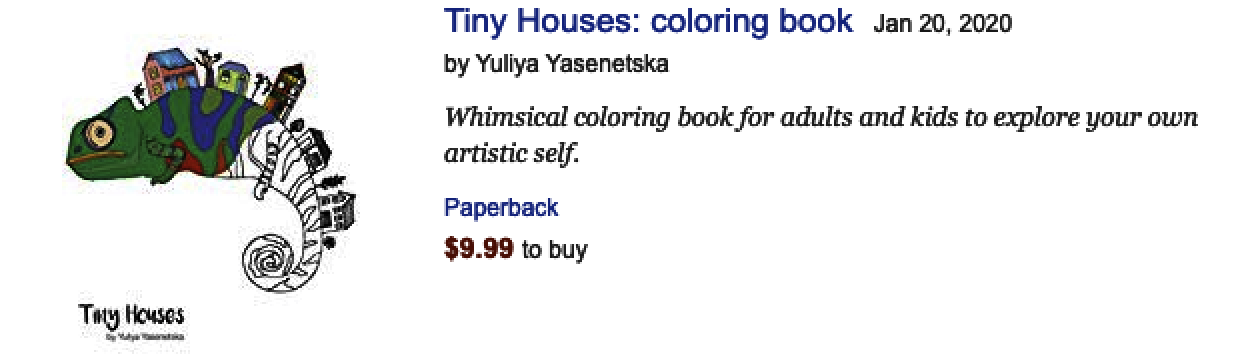 Tiny Houses: coloring book Jan 20, 2020
by Yuliya Yasenetska
Whimsical coloring book for adults and kids to explore your own
artistic self.
Paperback
$9.99 to buy
Tiny Houses
by Yuliya Yasenetska